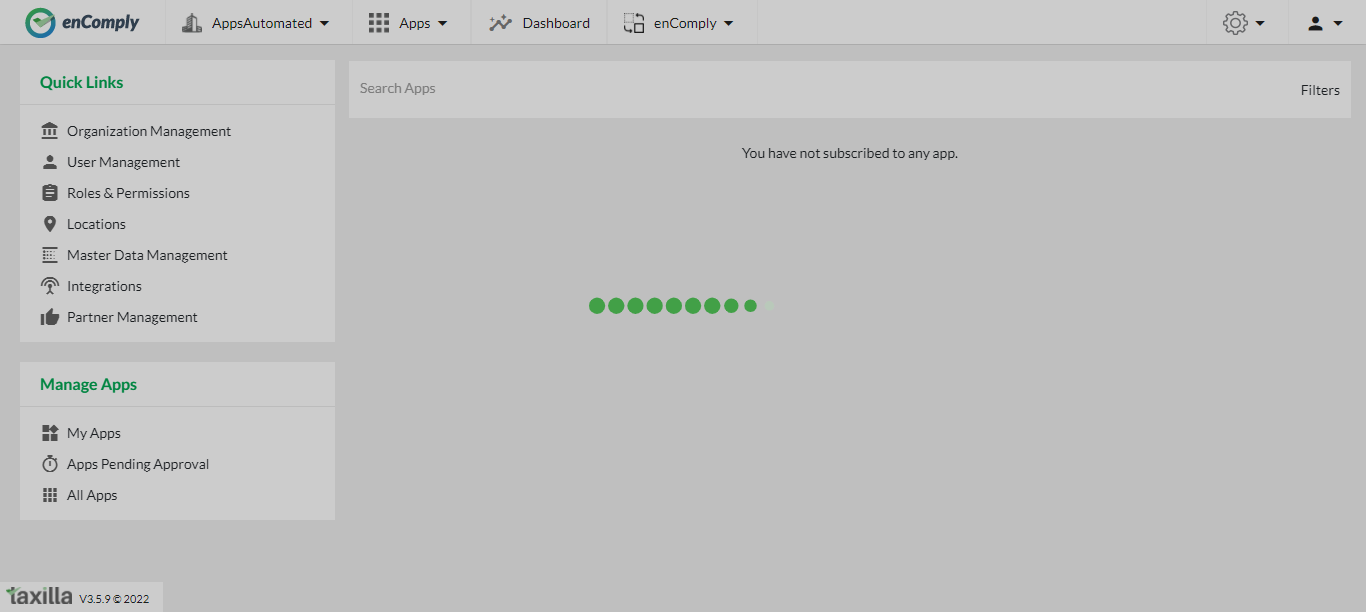 enComply
AppsAutomated
Apps
Dashboard
enComply
Quick Links
Organization Management
User Management
Roles & Permissions
Locations
Master Data Management
Integrations
Partner Management
Manage Apps
My Apps
Apps Pending Approval
All Apps
Search Apps
Filters
You have not subscribed to any app.
taxilla V3.5.9 © 2022